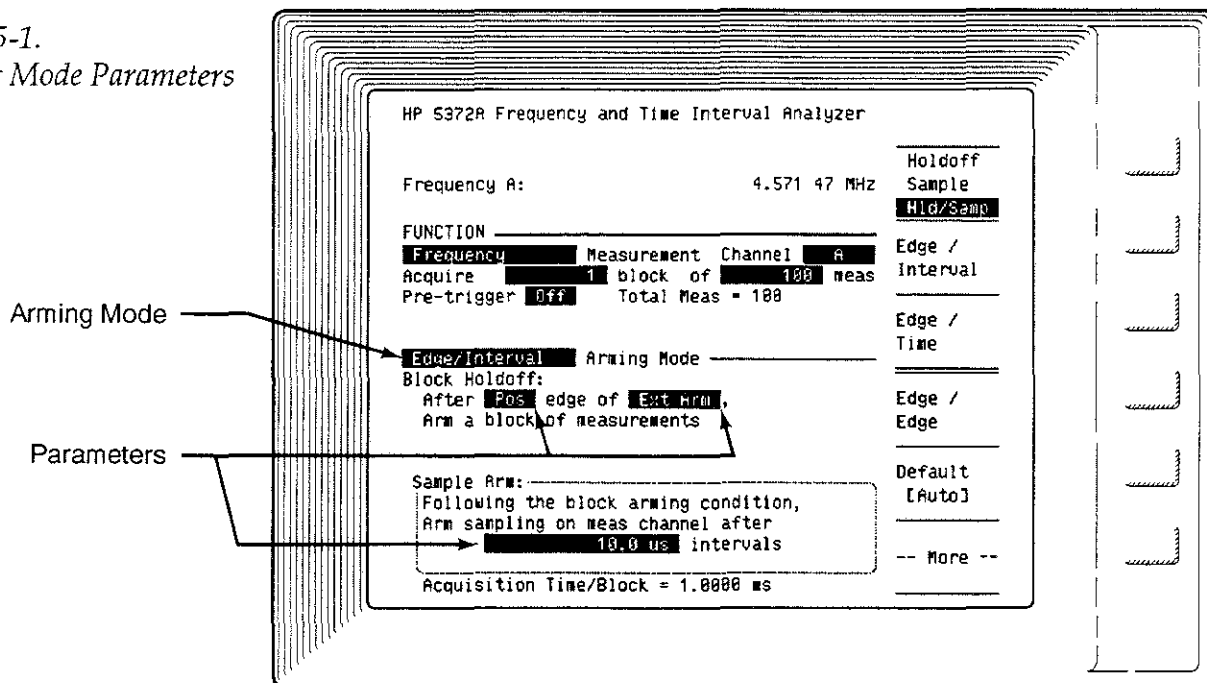 5-1.
Mode Parameters
HP 5372A Frequency and Time Interval Analyzer
Frequency A: 4.571 47 MHz
FUNCTION
Frequency Measurement Channel A
Acquire 1 block of 100 meas
Pre-trigger Off Total Meas = 100
Arming Mode
Edge/Interval Arming Mode
Block Holdoff:
After Pos edge of Ext Arm,
Arm a block of measurements
Parameters
Sample Arm:
Following the block arming condition,
Arm sampling on meas channel after
10.0 us intervals
Acquisition Time/Block = 1.0000 ms
Holdoff
Sample
Hld/Samp
Edge /
Interval
Edge /
Time
Edge /
Edge
Default
[Auto]
-- More --